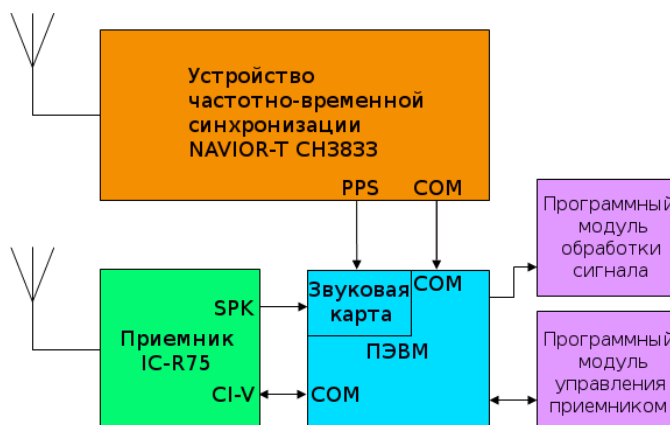 Устройство
частотно-временной
синхронизации
NAVIOR-T CH3833
PPS COM
Программный
модуль
обработки
сигнала
Звуковая
карта
COM
SPK
Приемник
IC-R75
ПЭВМ
CI-V
COM
Программный
модуль
управления
приемником